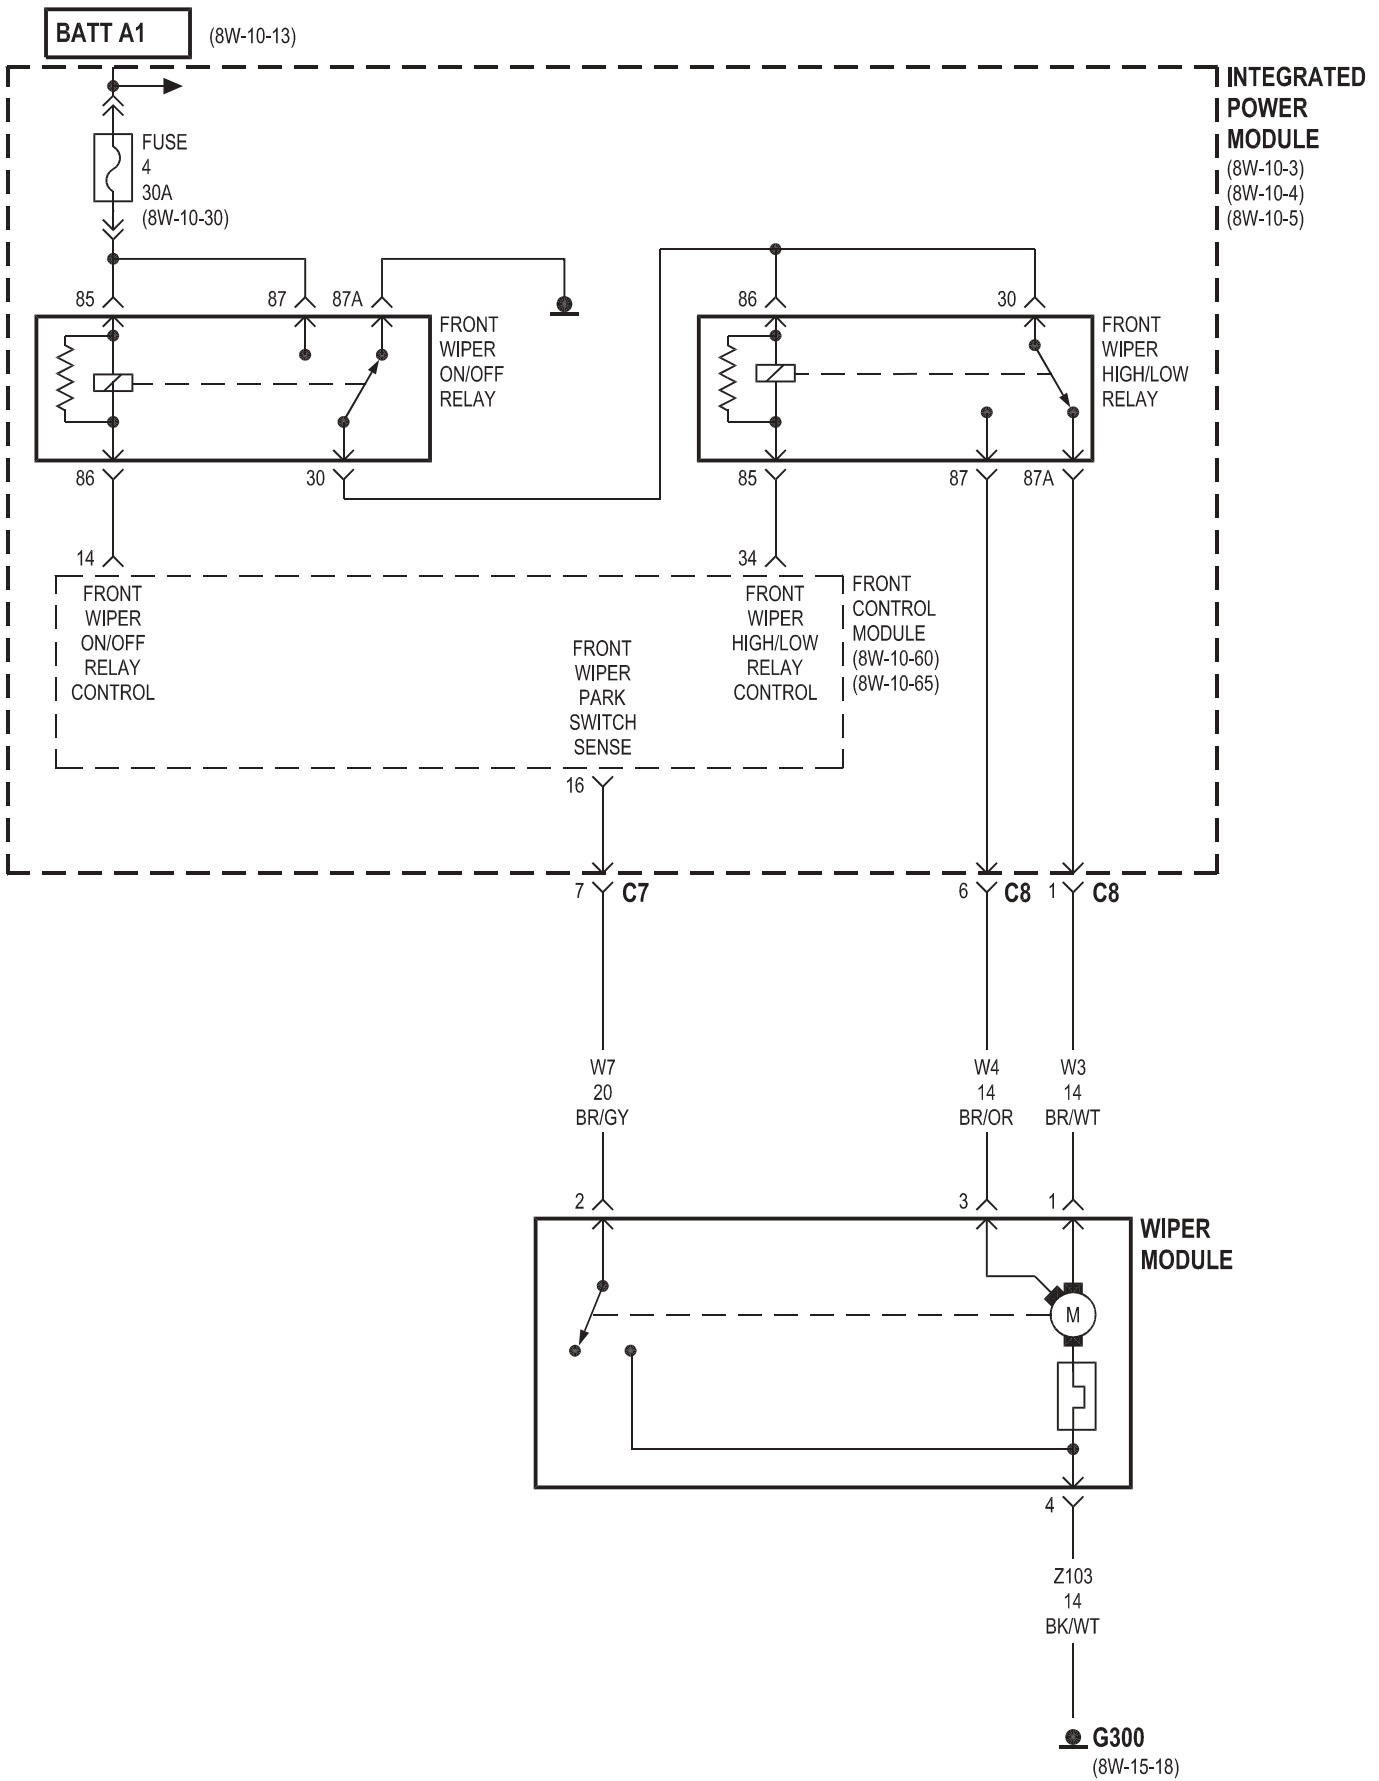 BATT A1
(8W-10-13)
INTEGRATED
POWER
MODULE
(8W-10-3)
(8W-10-4)
(8W-10-5)
FUSE
4
30A
(8W-10-30)
85
87
87A
86
30
FRONT
WIPER
ON/OFF
RELAY
FRONT
WIPER
HIGH/LOW
RELAY
86
30
85
87
87A
14
34
FRONT
WIPER
ON/OFF
RELAY
CONTROL
FRONT
WIPER
PARK
SWITCH
SENSE
FRONT
WIPER
HIGH/LOW
RELAY
CONTROL
FRONT
CONTROL
MODULE
(8W-10-60)
(8W-10-65)
16
7
C7
6
C8
1
C8
W7
20
BR/GY
W4
14
BR/OR
W3
14
BR/WT
2
3
1
WIPER
MODULE
M
4
Z103
14
BK/WT
G300
(8W-15-18)